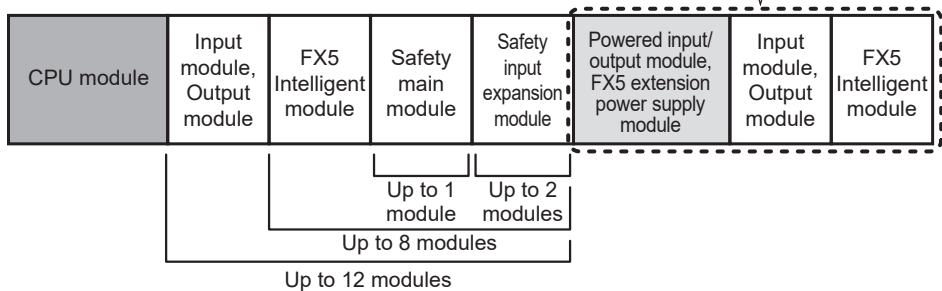 CPU module
Input
module,
Output
module
FX5
Intelligent
module
Safety
main
module
Safety
input
expansion
module
Powered input/
output module,
FX5 extension
power supply
module
Input
module,
Output
module
FX5
Intelligent
module
Up to 1
module
Up to 2
modules
Up to 8 modules
Up to 12 modules